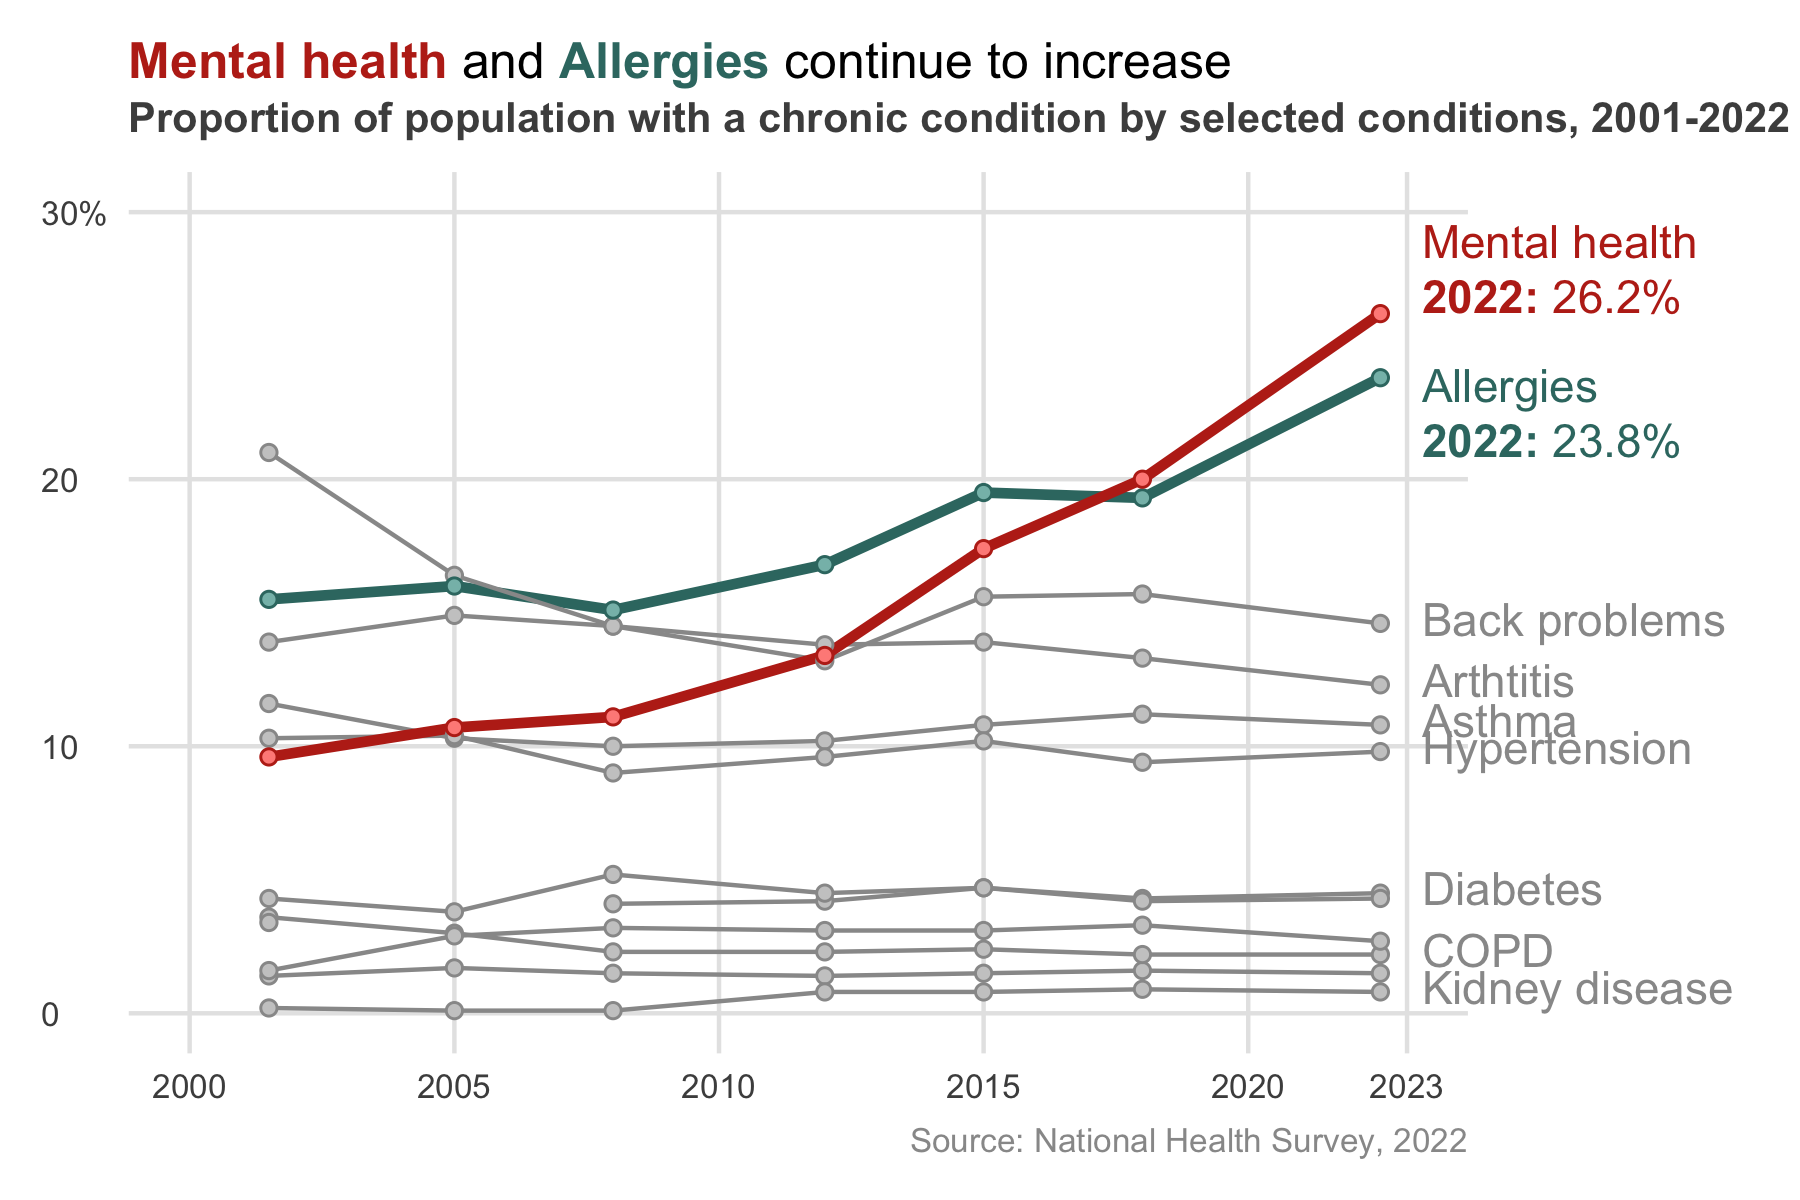 Mental health and Allergies continue to increase
Proportion of population with a chronic condition by selected conditions, 2001-2022
30%
Mental health
2022: 26.2%
Allergies
2022: 23.8%
20
Back problems
Arthtitis
Asthma
10
Hypertension
Diabetes
COPD
Kidney disease
0
2000 2005 2010 2015 2020 2023
Source: National Health Survey, 2022